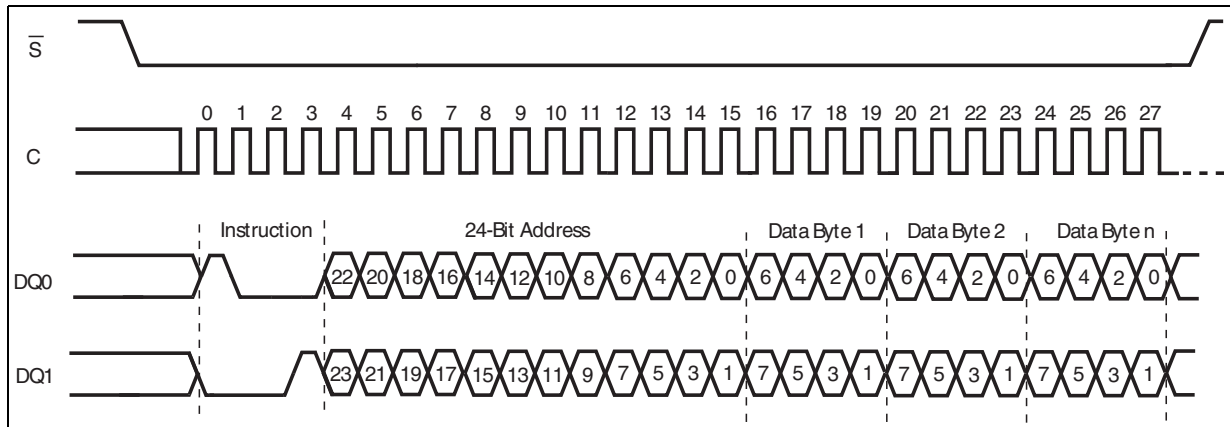 S
0 1 2 3 4 5 6 7 8 9 10 11 12 13 14 15 16 17 18 19 20 21 22 23 24 25 26 27
C
Instruction 24-Bit Address Data Byte 1 Data Byte 2 Data Byte n
DQ0 22 20 18 16 14 12 10 8 6 4 2 0 6 4 2 0 6 4 2 0 6 4 2 0
DQ1 23 21 19 17 15 13 11 9 7 5 3 1 7 5 3 1 7 5 3 1 7 5 3 1